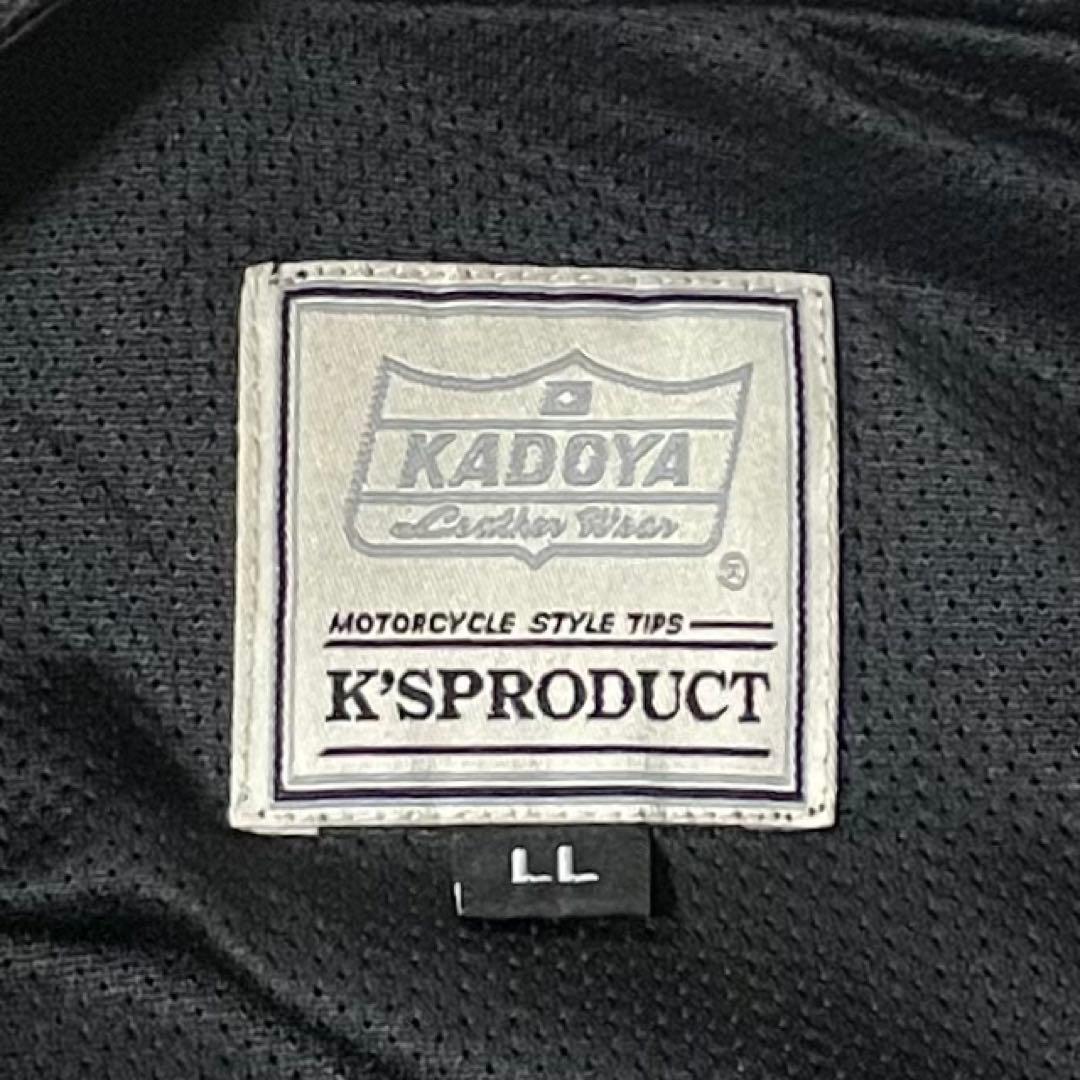 KADOYA
Leather Wear
®
MOTORCYCLE STYLE TIPS
K'SPRODUCT
LL